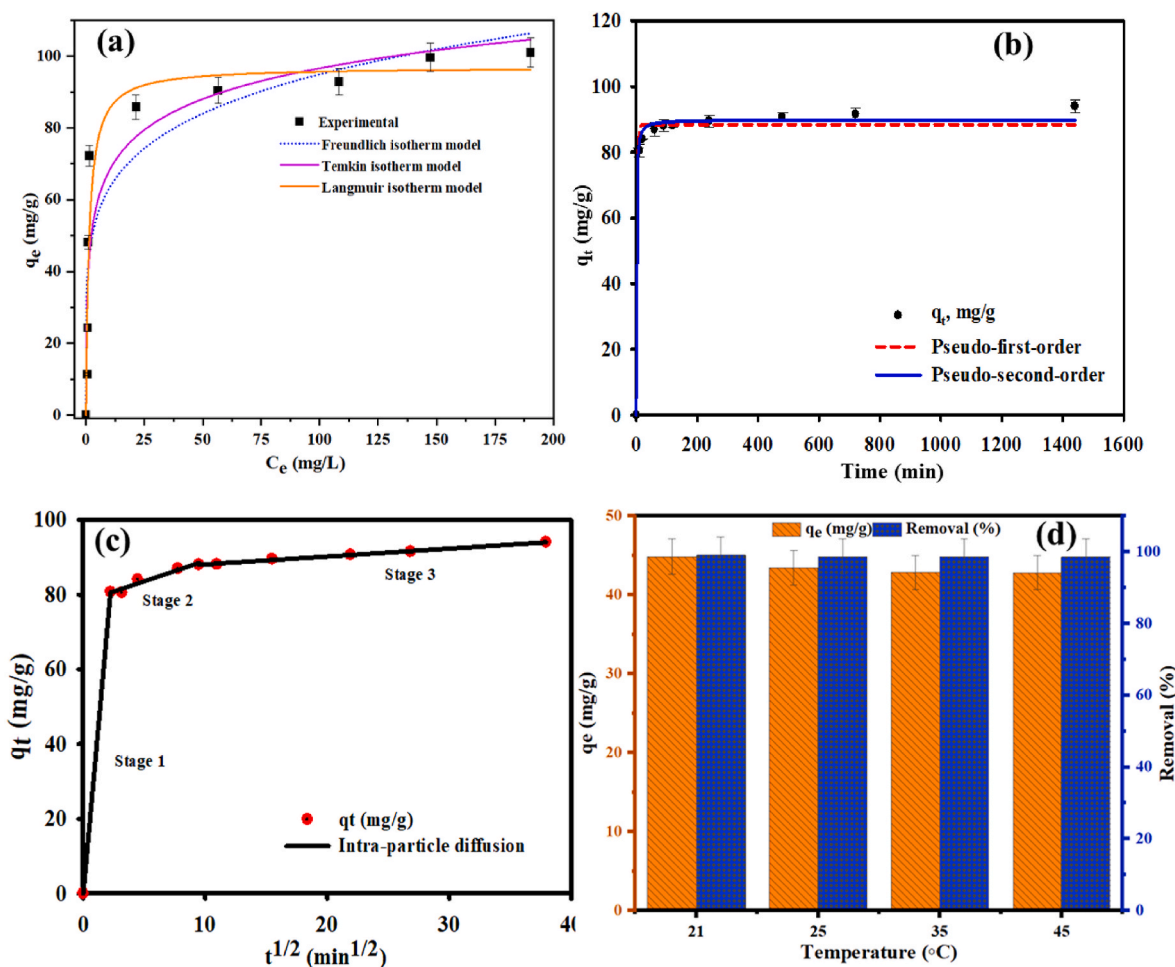 (a)
120
100
80
60
40
20
0
qe (mg/g)
Experimental
Freundlich isotherm model
Temkin isotherm model
Langmuir isotherm model
0 25 50 75 100 125 150 175 200
Ce (mg/L)
(b)
120
100
80
60
40
20
0
qt (mg/g)
qt, mg/g
Pseudo-first-order
Pseudo-second-order
0 200 400 600 800 1000 1200 1400 1600
Time (min)
(c)
100
80
60
40
20
0
qt (mg/g)
Stage 1
Stage 2
Stage 3
qt (mg/g)
Intra-particle diffusion
0 10 20 30 40
t1/2 (min1/2)
(d)
50
40
30
20
10
0
qe (mg/g)
qe (mg/g) Removal (%)
100
80
60
40
20
0
Removal (%)
21 25 35 45
Temperature (°C)